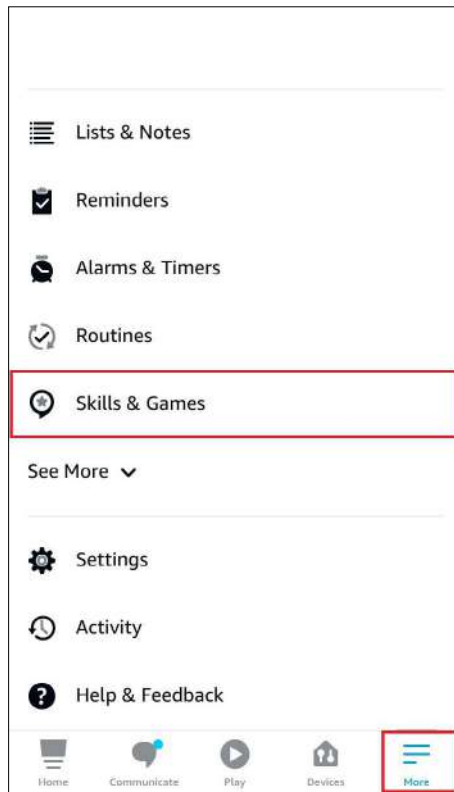 Lists & Notes
Reminders
Alarms & Timers
Routines
Skills & Games
See More
Settings
Activity
Help & Feedback
Home Communicate Play Devices More